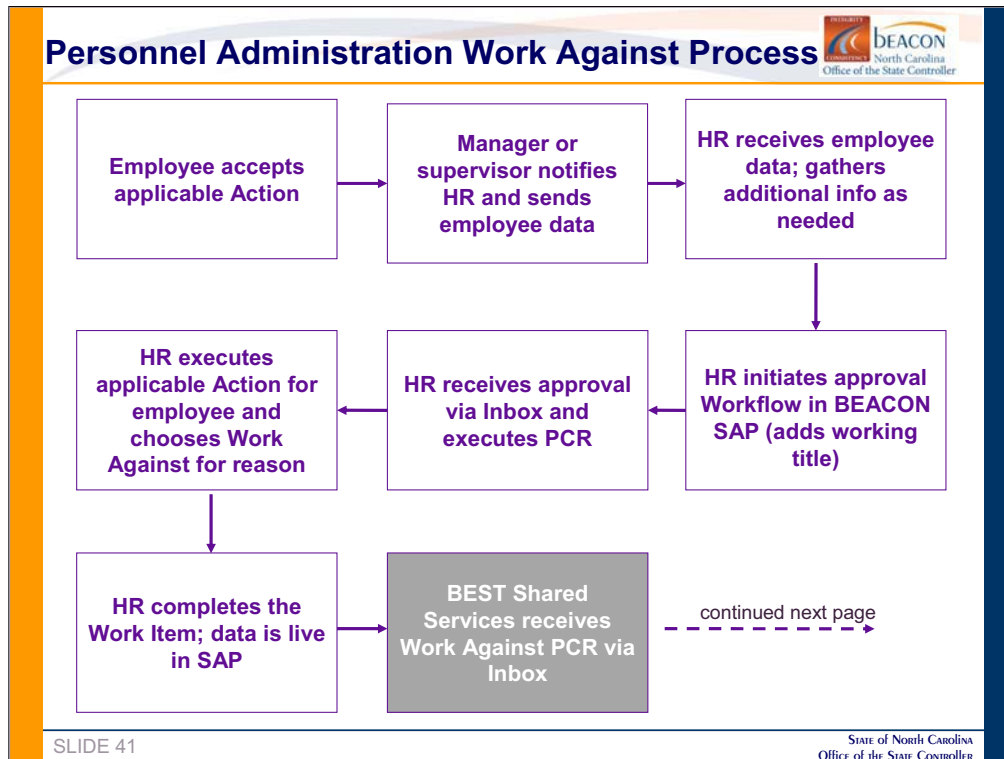 Personnel Administration Work Against Process
INTEGRITY
CONSISTENCY
bEACON
North Carolina
Office of the State Controller
Employee accepts
applicable Action
Manager or
supervisor notifies
HR and sends
employee data
HR receives employee
data; gathers
additional info as
needed
HR initiates approval
Workflow in BEACON
SAP (adds working
title)
HR receives approval
via Inbox and
executes PCR
HR executes
applicable Action for
employee and
chooses Work
Against for reason
HR completes the
Work Item; data is live
in SAP
BEST Shared
Services receives
Work Against PCR via
Inbox
continued next page
SLIDE 41
State of North Carolina
Office of the State Controller